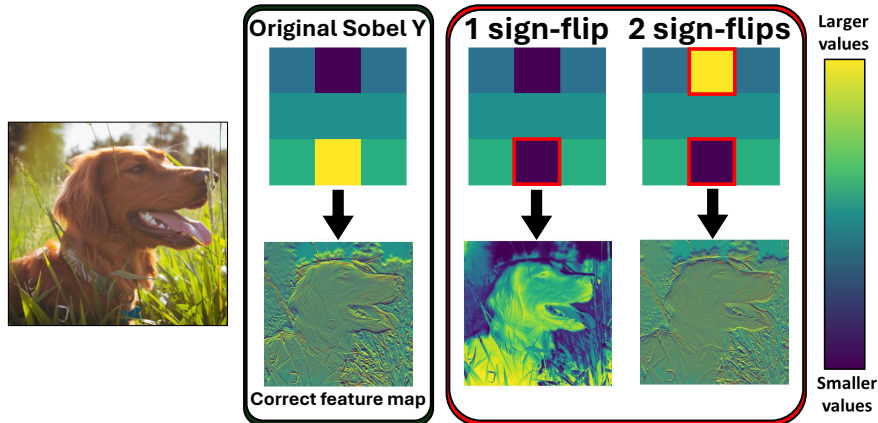 Original Sobel Y
1 sign-flip
2 sign-flips
Larger
values
Correct feature map
Smaller
values